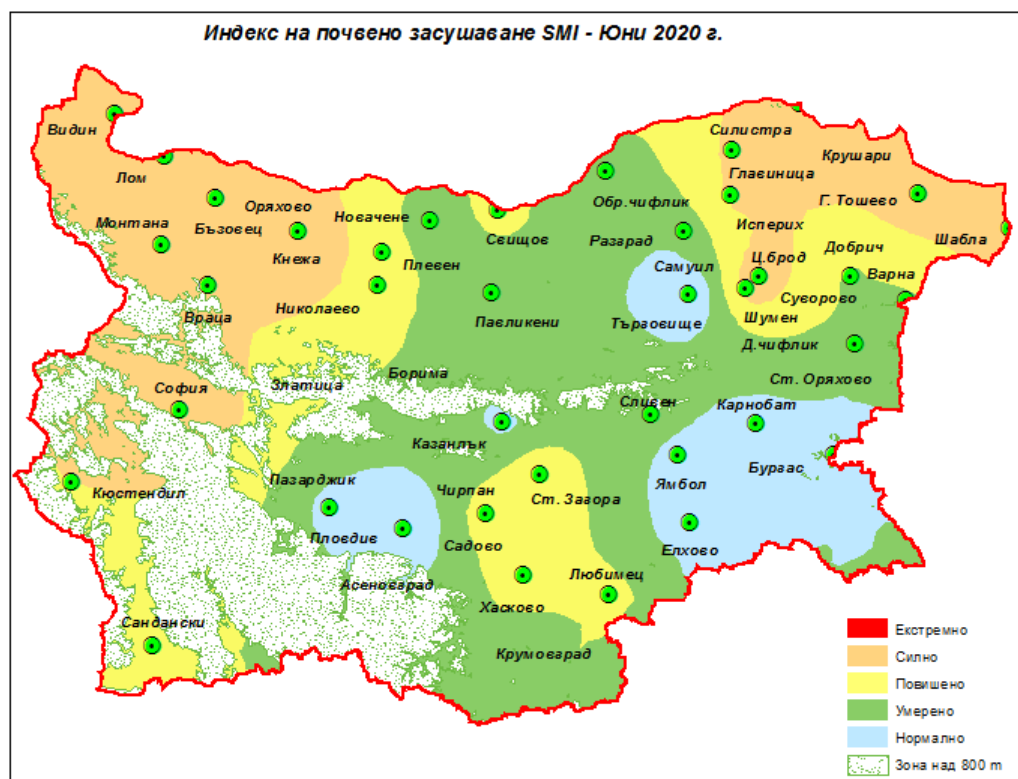 Индекс на почвено засушаване SMI - Юни 2020 г.
Видин
Силистра
Лом
Крушари
Главиница
Г. Тошево
Оряхово
Обр.чифлик
Монтана
Бързовец
Новачене
Исперих
Свищов
Разград
Шабла
Кнежа
Плевен
Добрич
Самуил
Ц.брод
Варна
Николаево
Суворово
Враца
Павликени
Търговище
Шумен
Д.чифлик
Борима
София
Златица
Ст. Оряхово
Сливен
Карнобат
Казанлък
Бургас
Пазарджик
Ямбол
Кюстендил
Чирпан
Ст. Загора
Пловдив
Садово
Елхово
Асеновград
Любимец
Хасково
Сандански
Крумовград
Екстремно
Силно
Повишено
Умерено
Нормално
Зона над 800 m